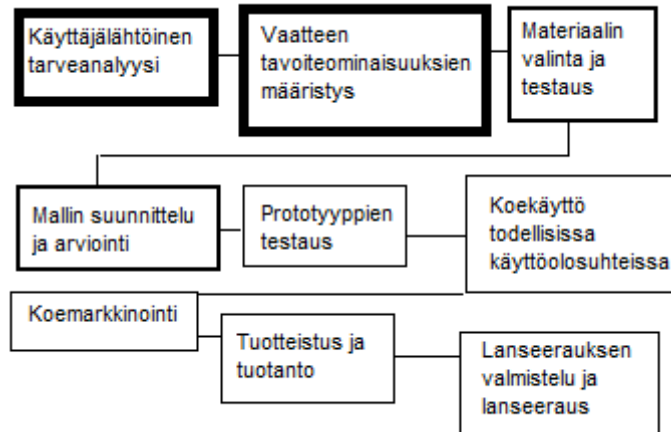 Käyttäjälähtöinen
tarveanalyysi
Vaatteen
tavoiteominaisuuksien
määristys
Materiaalin
valinta ja
testaus
Mallin suunnittelu
ja arviointi
Prototyyppien
testaus
Koekäyttö
todellisissa
käyttöolosuhteissa
Koemarkkinointi
Tuotteistus ja
tuotanto
Lanseerauksen
valmistelu ja
lanseeraus